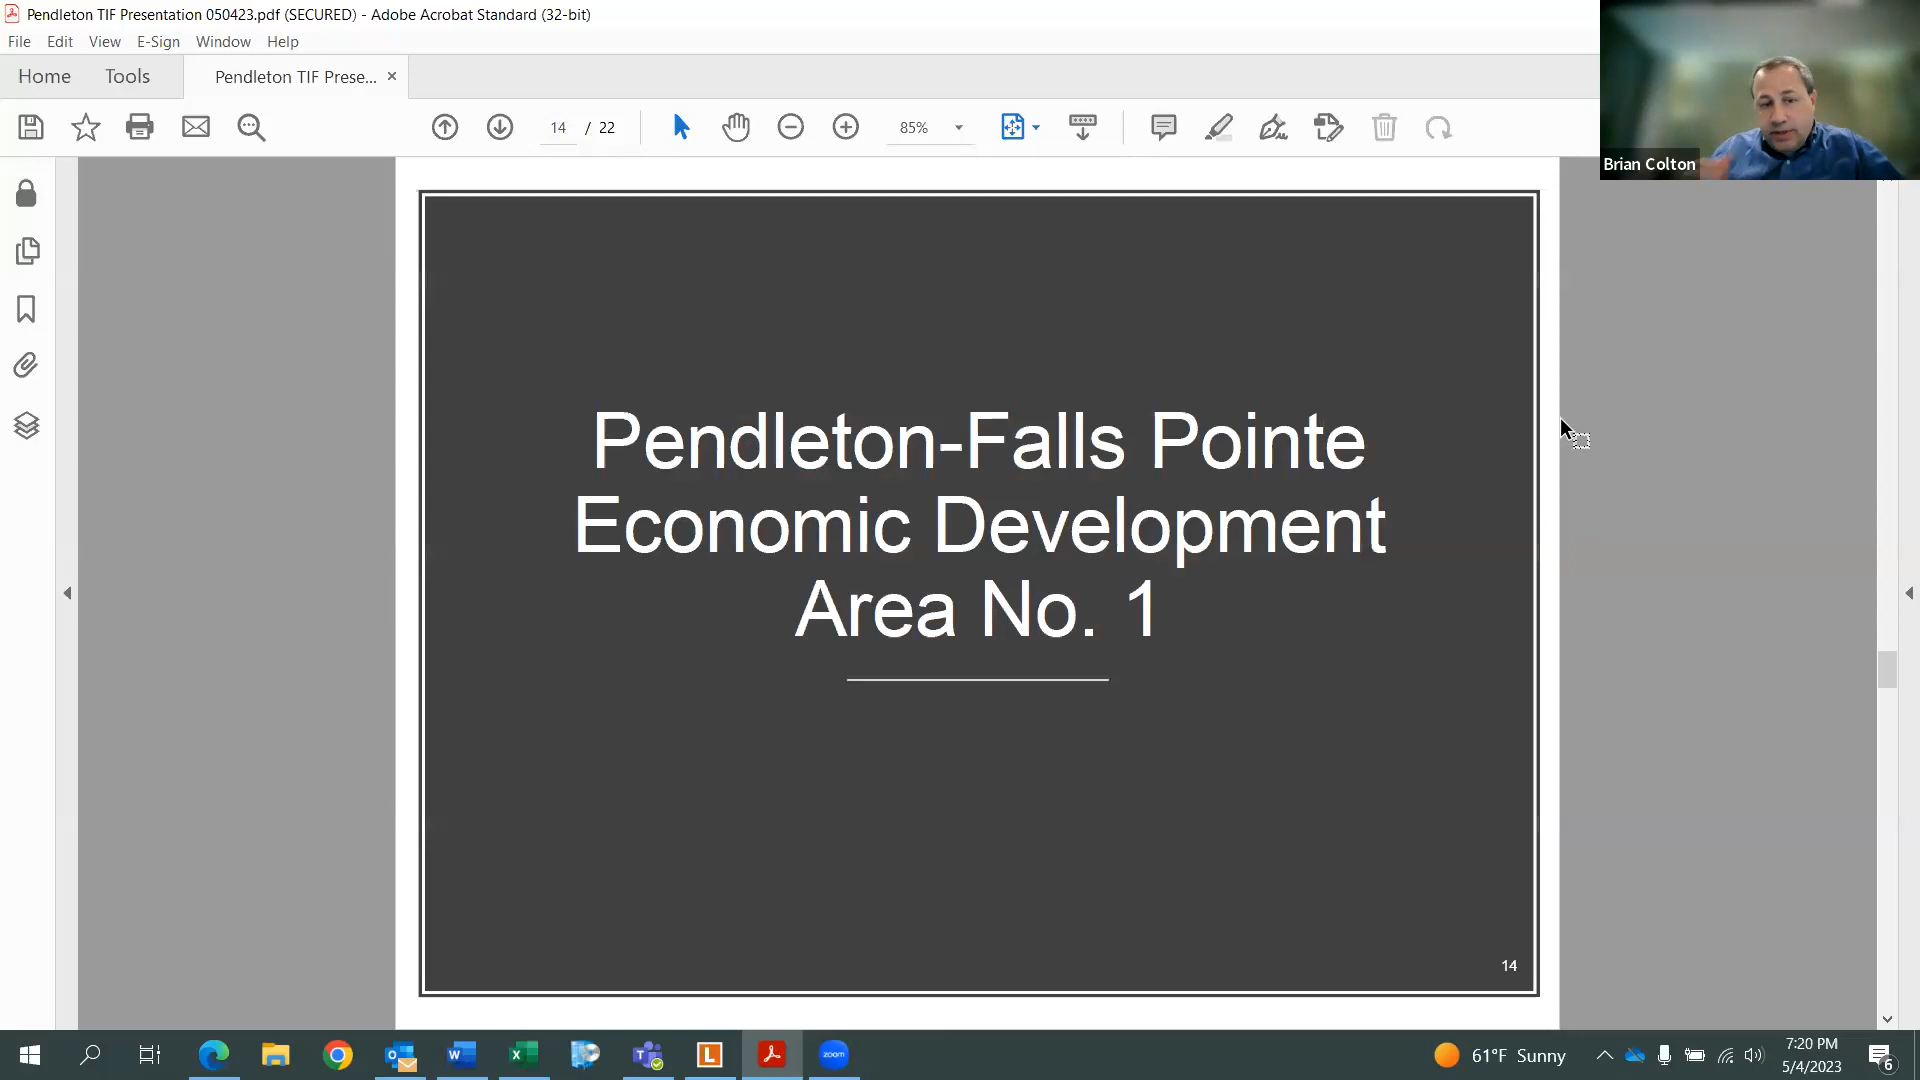 Pendleton TIF Presentation 050423.pdf (SECURED) - Adobe Acrobat Standard (32-bit)
File Edit View E-Sign Window Help
Home Tools Pendleton TIF Prese... ×
14 / 22 85%
Brian Colton
Pendleton-Falls Pointe
Economic Development
Area No. 1
14
61°F Sunny
7:20 PM
5/4/2023
6
W
X
L
zoom